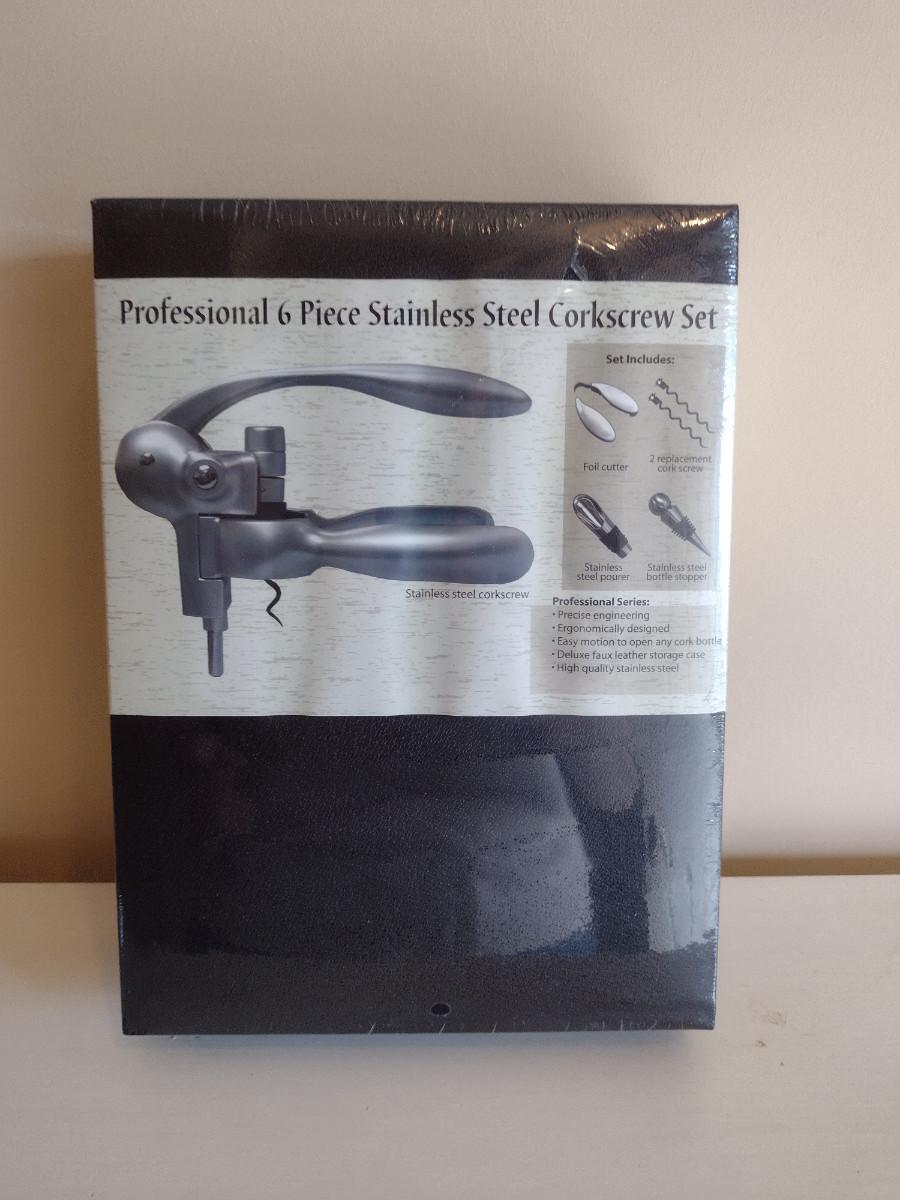 Professional 6 Piece Stainless Steel Corkscrew Set
Set Includes:
Foil cutter
2 replacement
cork screw
Stainless
steel pourer
Stainless steel
bottle stopper
Stainless steel corkscrew
Professional Series:
• Precise engineering
• Ergonomically designed
• Easy motion to open any cork bottle
• Deluxe faux leather storage case
• High quality stainless steel